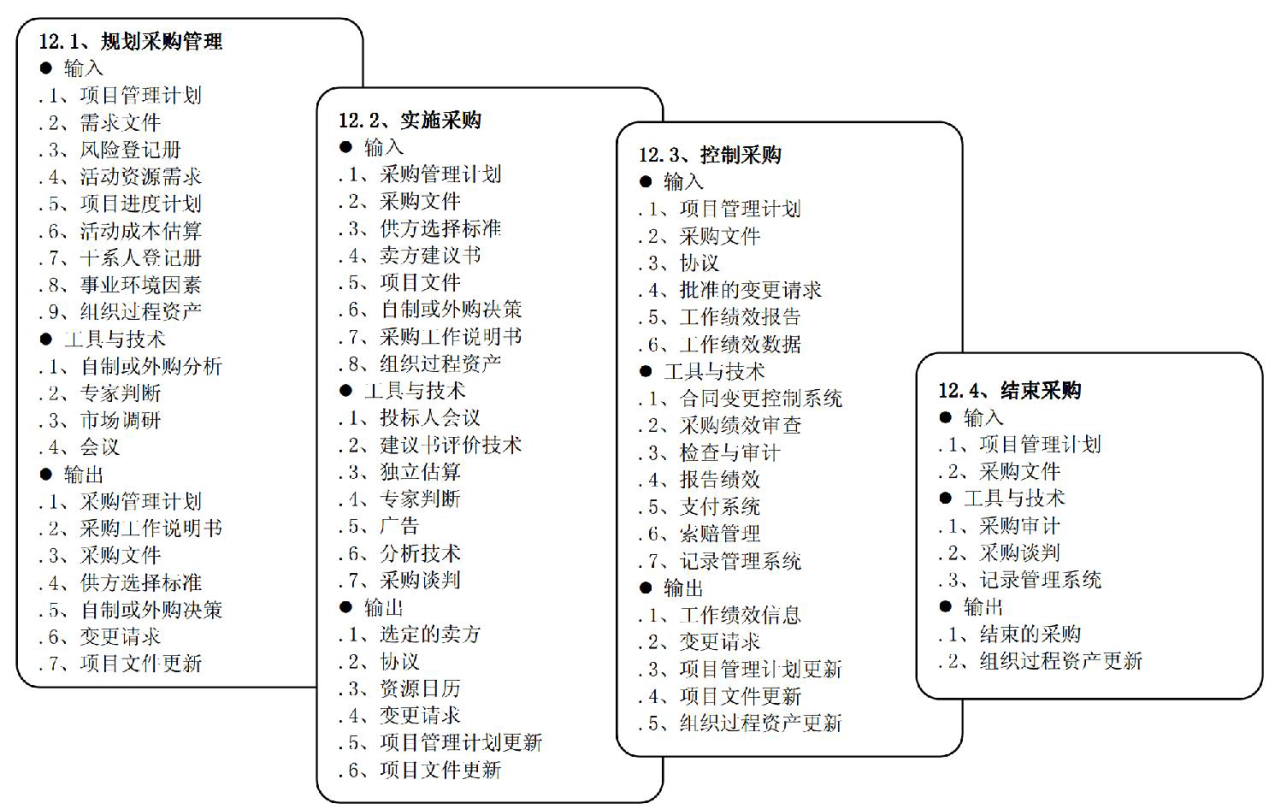 12.1、规划采购管理
● 输入
.1、项目管理计划
.2、需求文件
.3、风险登记册
.4、活动资源需求
.5、项目进度计划
.6、活动成本估算
.7、干系人登记册
.8、事业环境因素
.9、组织过程资产
● 工具与技术
.1、自制或外购分析
.2、专家判断
.3、市场调研
.4、会议
● 输出
.1、采购管理计划
.2、采购工作说明书
.3、采购文件
.4、供方选择标准
.5、自制或外购决策
.6、变更请求
.7、项目文件更新
12.2、实施采购
● 输入
.1、采购管理计划
.2、采购文件
.3、供方选择标准
.4、卖方建议书
.5、项目文件
.6、自制或外购决策
.7、采购工作说明书
.8、组织过程资产
● 工具与技术
.1、投标人会议
.2、建议书评价技术
.3、独立估算
.4、专家判断
.5、广告
.6、分析技术
.7、采购谈判
● 输出
.1、选定的卖方
.2、协议
.3、资源日历
.4、变更请求
.5、项目管理计划更新
.6、项目文件更新
12.3、控制采购
● 输入
.1、项目管理计划
.2、采购文件
.3、协议
.4、批准的变更请求
.5、工作绩效报告
.6、工作绩效数据
● 工具与技术
.1、合同变更控制系统
.2、采购绩效审查
.3、检查与审计
.4、报告绩效
.5、支付系统
.6、索赔管理
.7、记录管理系统
● 输出
.1、工作绩效信息
.2、变更请求
.3、项目管理计划更新
.4、项目文件更新
.5、组织过程资产更新
12.4、结束采购
● 输入
.1、项目管理计划
.2、采购文件
● 工具与技术
.1、采购审计
.2、采购谈判
.3、记录管理系统
● 输出
.1、结束的采购
.2、组织过程资产更新